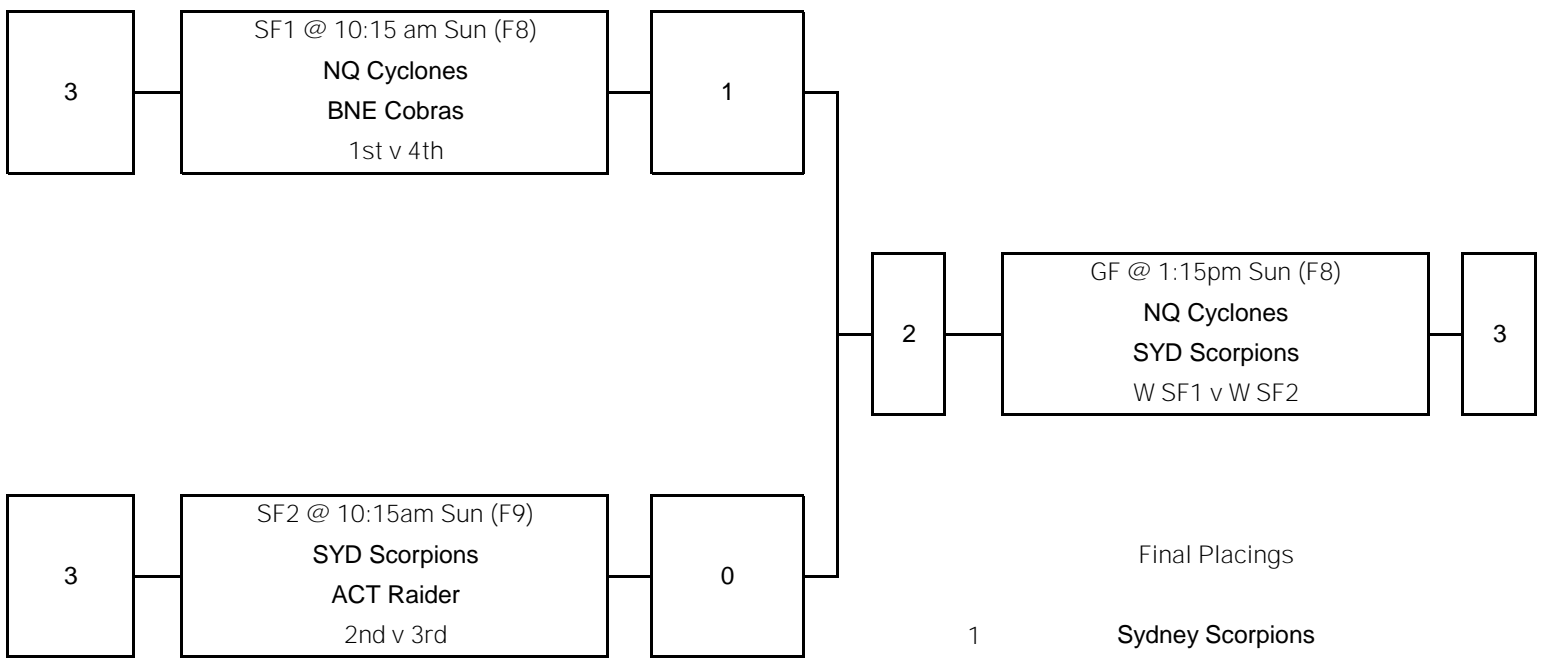 SF1 @ 10:15 am Sun (F8)
3
NQ Cyclones
BNE Cobras
1
1st v 4th
GF @ 1:15pm Sun (F8)
2
NQ Cyclones
SYD Scorpions
3
W SF1 v W SF2
SF2 @ 10:15am Sun (F9)
3
SYD Scorpions
ACT Raider
0
2nd v 3rd
Final Placings
1 Sydney Scorpions